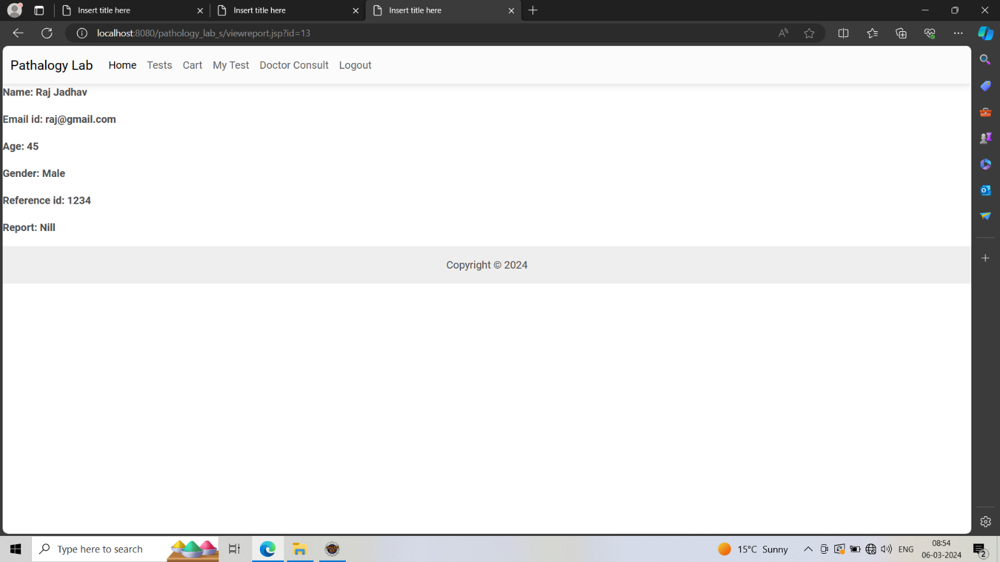 Insert title here
Insert title here
Insert title here
localhost:8080/pathology_lab_s/viewreport.jsp?id=13
Pathalogy Lab Home Tests Cart My Test Doctor Consult Logout
Name: Raj Jadhav
Email id: raj@gmail.com
Age: 45
Gender: Male
Reference id: 1234
Report: Nill
Copyright © 2024
Type here to search
15°C Sunny
ENG
08:54
06-03-2024
2